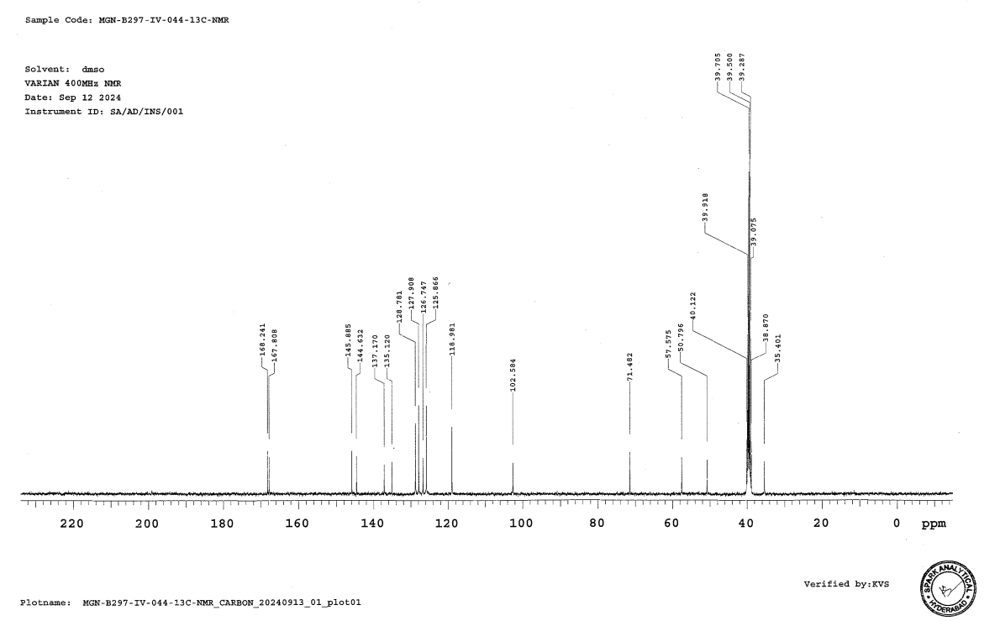 Sample Code: MGN-B297-IV-044-13C-NMR
Solvent: dmso
VARIAN 400MHz NMR
Date: Sep 12 2024
Instrument ID: SA/AD/INS/001
168.241
167.808
145.885
144.632
137.170
135.120
128.781
127.908
126.747
125.866
118.981
102.584
71.482
57.575
50.796
40.122
39.918
39.705
39.500
39.287
39.075
38.870
35.401
220 200 180 160 140 120 100 80 60 40 20 0 ppm
Verified by:KVS
SPARK ANALYTICAL
* HYDERABAD *
Plotname: MGN-B297-IV-044-13C-NMR_CARBON_20240913_01_plot01